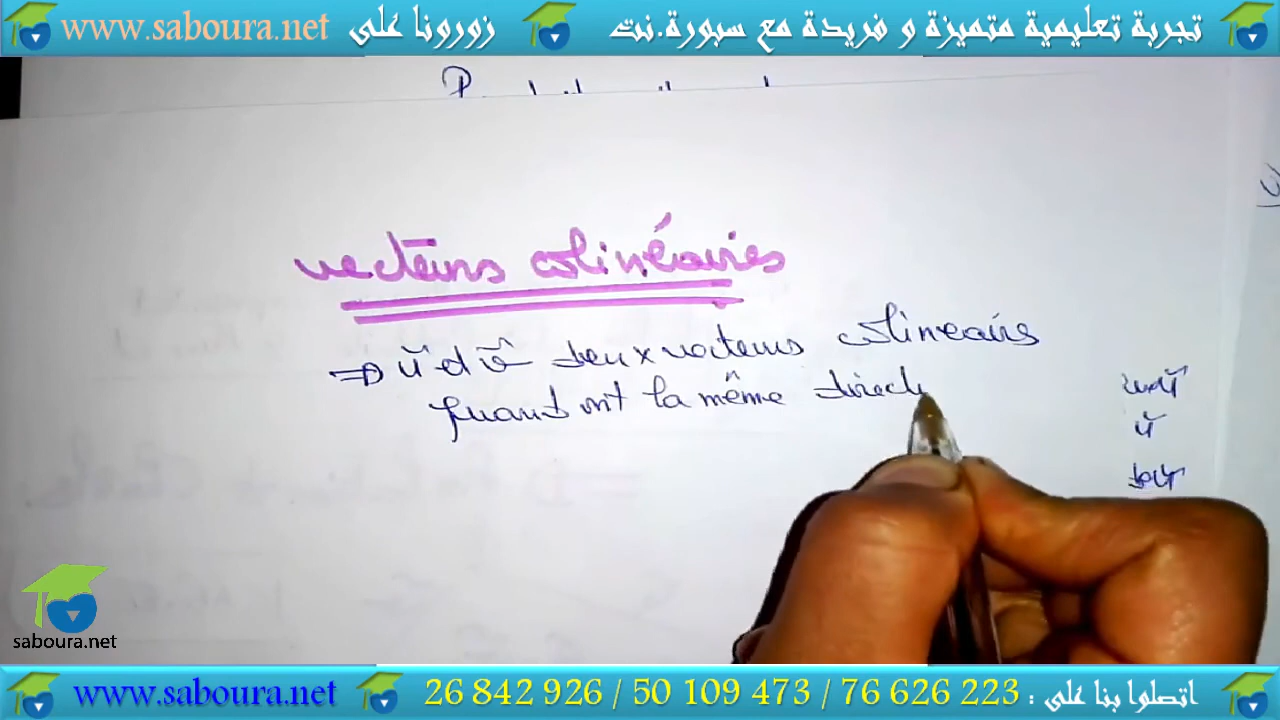 www.saboura.net زورونا على تجربة تعليمية متميزة و فريدة مع سبورة.نت
vecteurs colinéaires
=> u et v deux vecteurs colineairs
quand ont la même direct
saboura.net
www.saboura.net 26 842 926 / 50 109 473 / 76 626 223 : اتصلوا بنا على